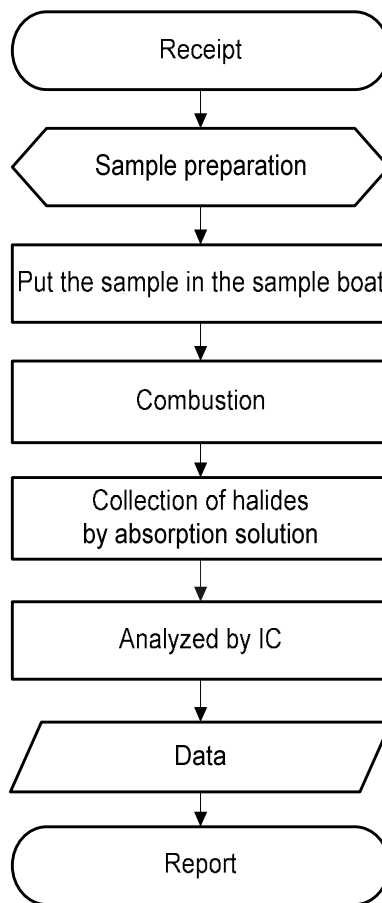 Receipt
Sample preparation
Put the sample in the sample boat
Combustion
Collection of halides
by absorption solution
Analyzed by IC
Data
Report